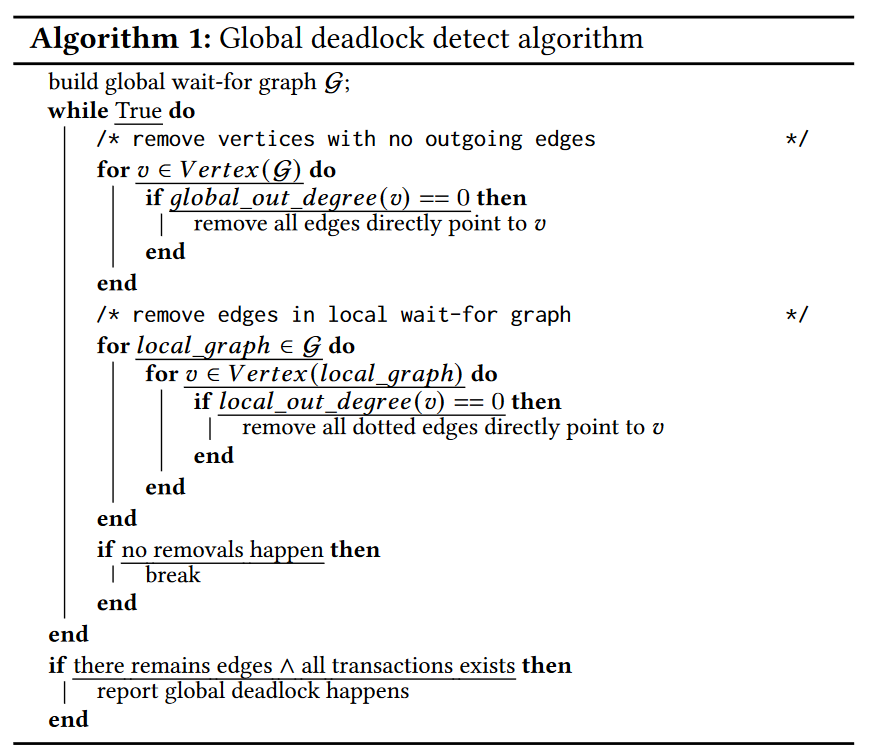 Algorithm 1: Global deadlock detect algorithm
build global wait-for graph 𝒢;
while True do
/* remove vertices with no outgoing edges */
for v ∈ Vertex(𝒢) do
if global_out_degree(v) == 0 then
remove all edges directly point to v
end
end
/* remove edges in local wait-for graph */
for local_graph ∈ 𝒢 do
for v ∈ Vertex(local_graph) do
if local_out_degree(v) == 0 then
remove all dotted edges directly point to v
end
end
end
if no removals happen then
break
end
end
if there remains edges ∧ all transactions exists then
report global deadlock happens
end